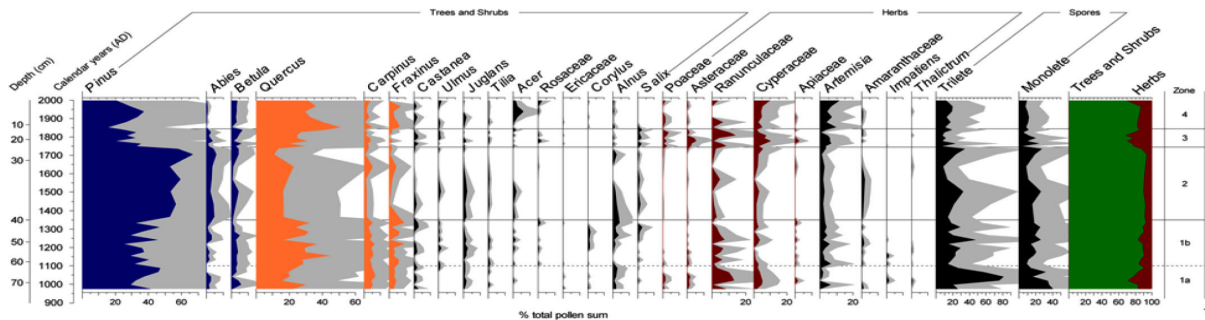 Trees and Shrubs
Herbs
Spores
Depth (cm)
Calendar years (AD)
Pinus
Abies
Betula
Quercus
Carpinus
Fraxinus
Castanea
Ulmus
Juglans
Tilia
Acer
Rosaceae
Ericaceae
Corylus
Alnus
Salix
Poaceae
Asteraceae
Ranunculaceae
Cyperaceae
Apiaceae
Artemisia
Amaranthaceae
Impatiens
Thalictrum
Trilete
Monolete
Trees and Shrubs
Herbs
Zone
2000
1900
1800
1700
1600
1500
1400
1300
1200
1100
1000
900
10
20
30
40
50
60
70
4
3
2
1b
1a
20 40 60
20 40 60
20
20
20
20 40 60 80
20 40
20 40 60 80 100
% total pollen sum